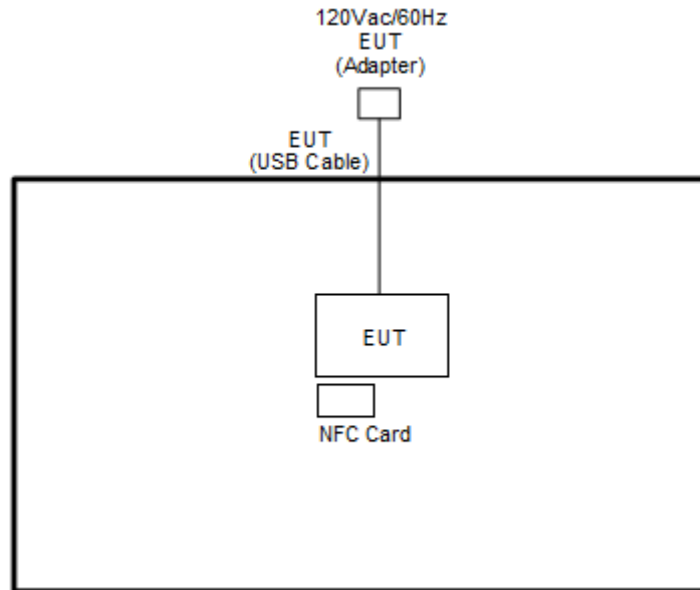 120Vac/60Hz
EUT
(Adapter)
EUT
(USB Cable)
EUT
NFC Card